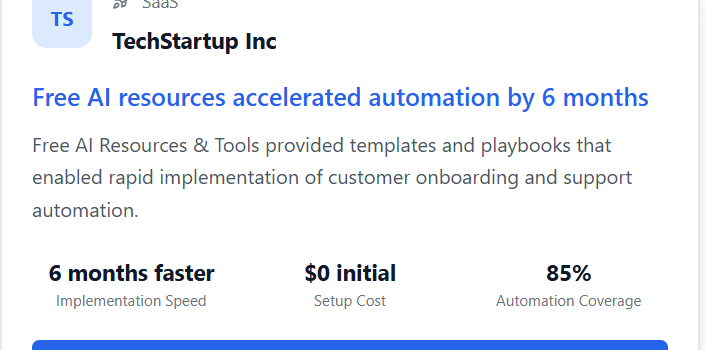 SaaS
TS
TechStartup Inc
Free AI resources accelerated automation by 6 months
Free AI Resources & Tools provided templates and playbooks that
enabled rapid implementation of customer onboarding and support
automation.
6 months faster
Implementation Speed
$0 initial
Setup Cost
85%
Automation Coverage